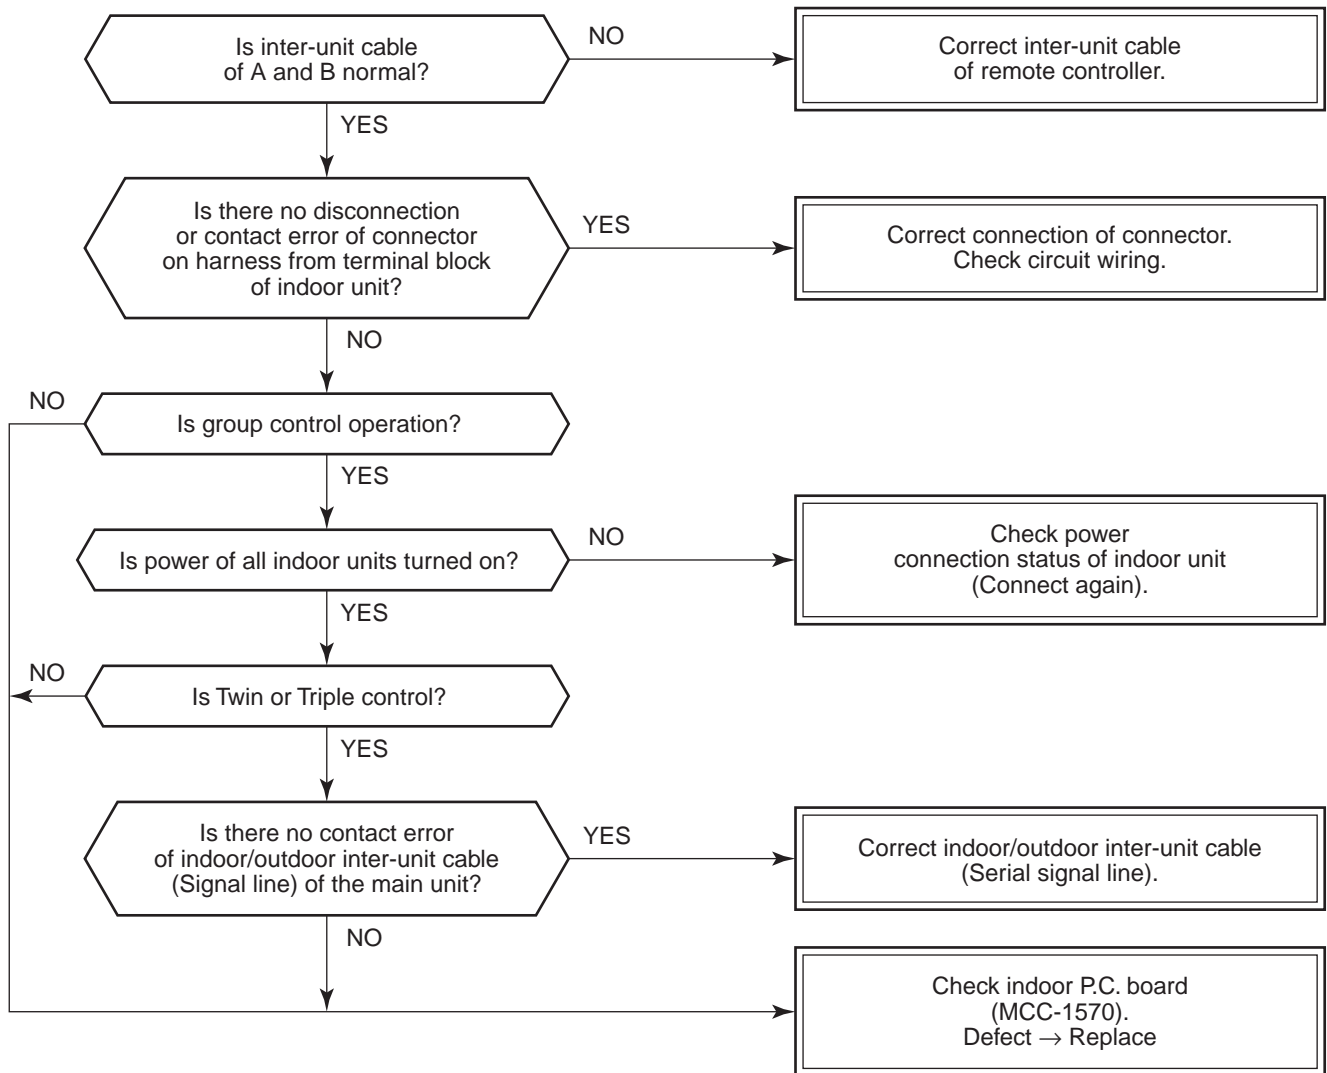 Is inter-unit cable
of A and B normal?
NO
Correct inter-unit cable
of remote controller.
YES
Is there no disconnection
or contact error of connector
on harness from terminal block
of indoor unit?
YES
Correct connection of connector.
Check circuit wiring.
NO
NO
Is group control operation?
YES
Is power of all indoor units turned on?
NO
Check power
connection status of indoor unit
(Connect again).
YES
NO
Is Twin or Triple control?
YES
Is there no contact error
of indoor/outdoor inter-unit cable
(Signal line) of the main unit?
YES
Correct indoor/outdoor inter-unit cable
(Serial signal line).
NO
Check indoor P.C. board
(MCC-1570).
Defect → Replace